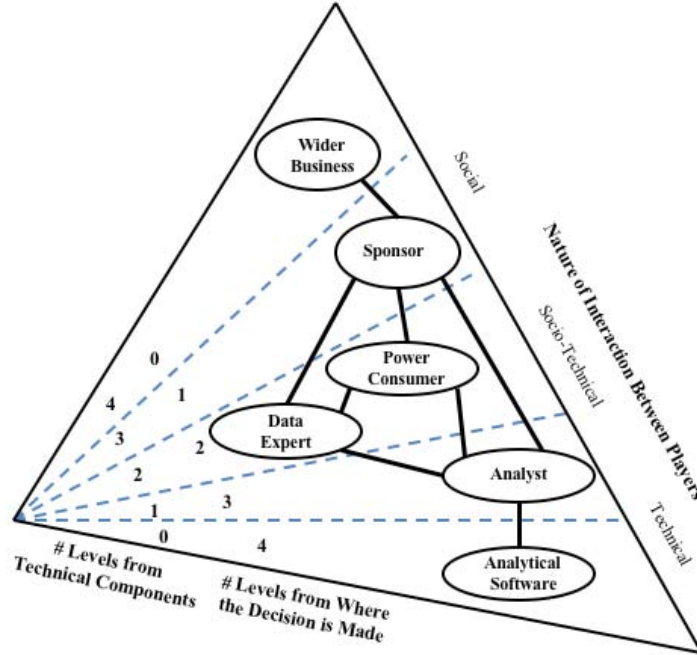 Wider
Business
Social
Sponsor
Nature of Interaction Between Players
Socio-Technical
0
Power
Consumer
1
4
Data
Expert
3
2
Analyst
2
3
1
Technical
0
4
# Levels from
Technical Components
# Levels from Where
the Decision is Made
Analytical
Software